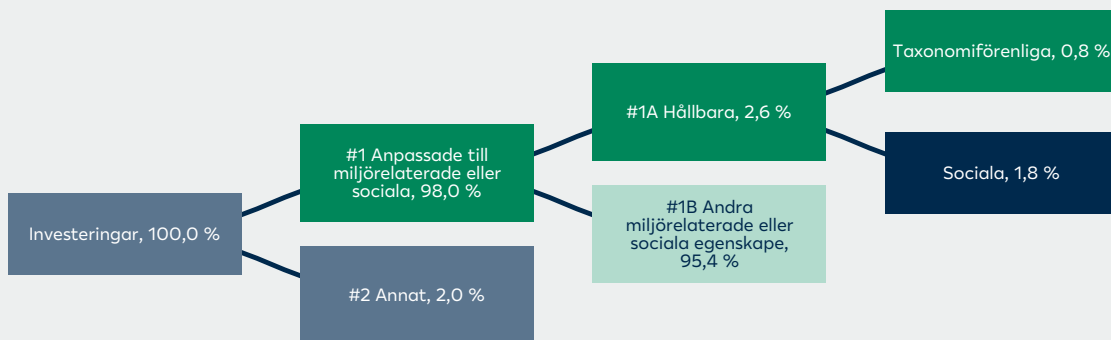 Investeringar, 100,0 %
#1 Anpassade till
miljörelaterade eller
sociala, 98,0 %
#2 Annat, 2,0 %
#1A Hållbara, 2,6 %
#1B Andra
miljörelaterade eller
sociala egenskape,
95,4 %
Taxonomiförenliga, 0,8 %
Sociala, 1,8 %